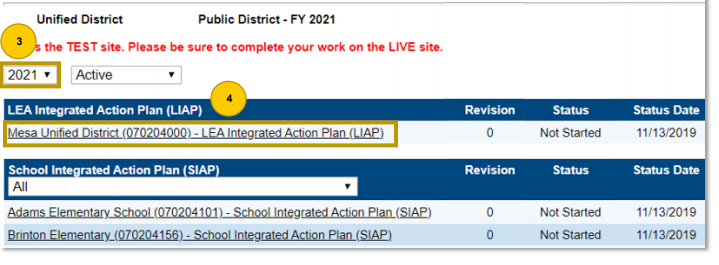 Unified District Public District - FY 2021
3
s the TEST site. Please be sure to complete your work on the LIVE site.
2021 Active
4
LEA Integrated Action Plan (LIAP) Revision Status Status Date
Mesa Unified District (070204000) - LEA Integrated Action Plan (LIAP) 0 Not Started 11/13/2019
School Integrated Action Plan (SIAP) Revision Status Status Date
All
Adams Elementary School (070204101) - School Integrated Action Plan (SIAP) 0 Not Started 11/13/2019
Brinton Elementary (070204156) - School Integrated Action Plan (SIAP) 0 Not Started 11/13/2019